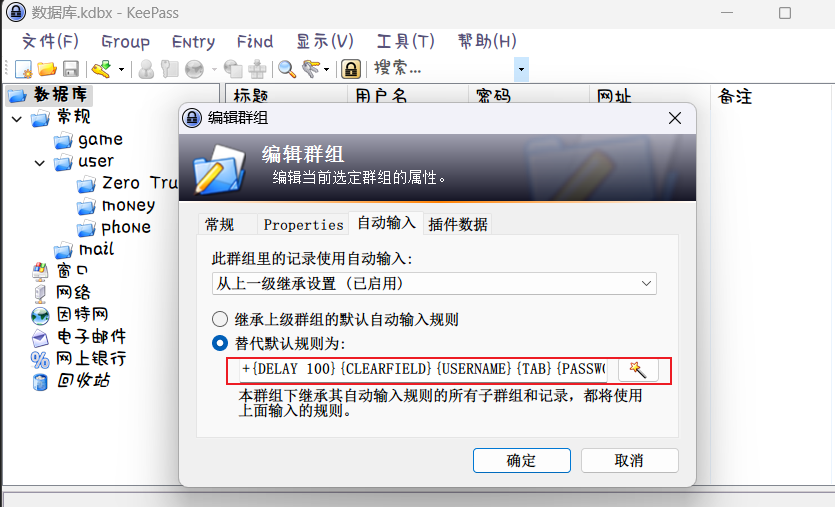 数据库.kdbx - KeePass
文件(F) Group Entry Find 显示(V) 工具(T) 帮助(H)
搜索...
数据库
标题 用户名 密码 网址 备注
常规
game
user
Zero Tru
money
phone
mail
窗口
网络
因特网
电子邮件
网上银行
回收站
编辑群组
编辑群组
编辑当前选定群组的属性。
常规 Properties 自动输入 插件数据
此群组里的记录使用自动输入:
从上一级继承设置 (已启用)
继承上级群组的默认自动输入规则
替代默认规则为:
+{DELAY 100}{CLEARFIELD}{USERNAME}{TAB}{PASSWO
本群组下继承其自动输入规则的所有子群组和记录，都将使用
上面输入的规则。
确定 取消